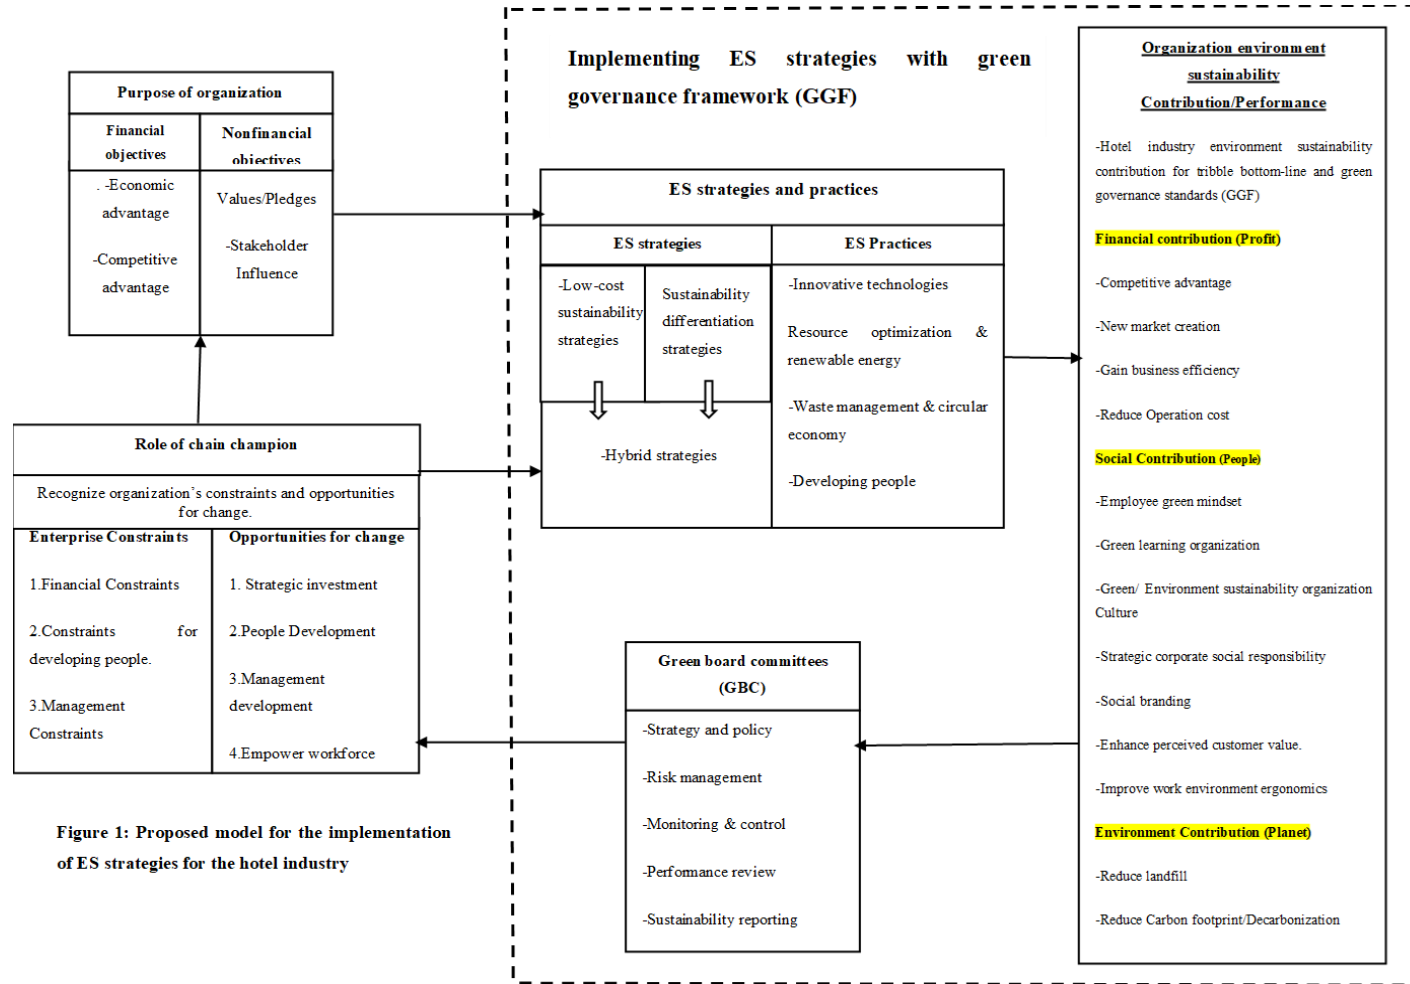 Purpose of organization
Financial
objectives
Nonfinancial
objectives
. -Economic
advantage
-Competitive
advantage
Values/Pledges
-Stakeholder
Influence
Role of chain champion
Recognize organization's constraints and opportunities
for change.
Enterprise Constraints
1.Financial Constraints
2.Constraints for
developing people.
3.Management
Constraints
Opportunities for change
1. Strategic investment
2.People Development
3.Management
development
4.Empower workforce
Figure 1: Proposed model for the implementation
of ES strategies for the hotel industry
Implementing ES strategies with green
governance framework (GGF)
ES strategies and practices
ES strategies
ES Practices
-Low-cost
sustainability
strategies
Sustainability
differentiation
strategies
-Hybrid strategies
-Innovative technologies
Resource optimization &
renewable energy
-Waste management & circular
economy
-Developing people
Green board committees
(GBC)
-Strategy and policy
-Risk management
-Monitoring & control
-Performance review
-Sustainability reporting
Organization environment
sustainability
Contribution/Performance
-Hotel industry environment sustainability
contribution for tribble bottom-line and green
governance standards (GGF)
Financial contribution (Profit)
-Competitive advantage
-New market creation
-Gain business efficiency
-Reduce Operation cost
Social Contribution (People)
-Employee green mindset
-Green learning organization
-Green/ Environment sustainability organization
Culture
-Strategic corporate social responsibility
-Social branding
-Enhance perceived customer value.
-Improve work environment ergonomics
Environment Contribution (Planet)
-Reduce landfill
-Reduce Carbon footprint/Decarbonization